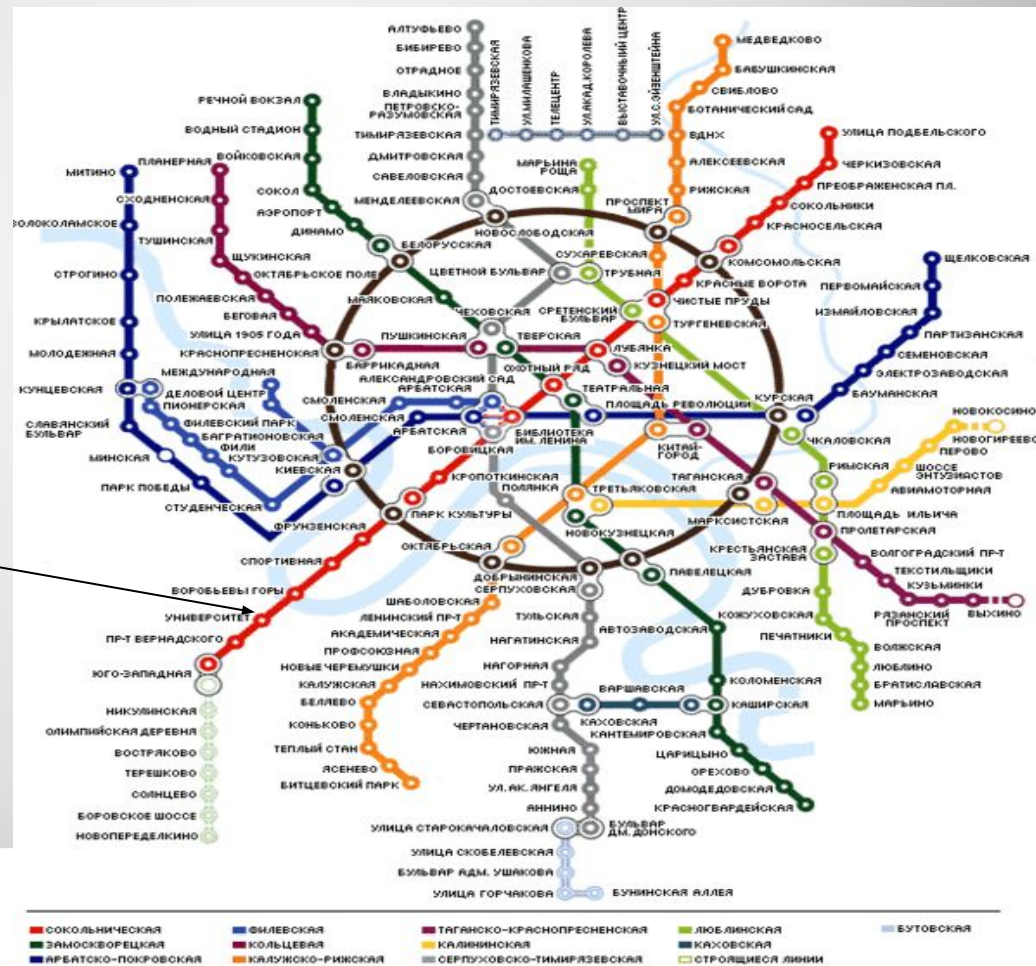 АЛТУФЬЕВО
БИБИРЕВО
ОТРАДНОЕ
ВЛАДЫКИНО
ПЕТРОВСКО-
РАЗУМОВСКАЯ
ТИМИРЯЗЕВСКАЯ
ДМИТРОВСКАЯ
САВЕЛОВСКАЯ
МЕНДЕЛЕЕВСКАЯ
ТИМИРЯЗЕВСКАЯ
УЛ.МИЛАШЕНКОВА
ТЕЛЕЦЕНТР
УЛ.АКАД.КОРОЛЕВА
ВЫСТАВОЧНЫЙ ЦЕНТР
УЛ.С.ЭЙЗЕНШТЕЙНА
МЕДВЕДКОВО
БАБУШКИНСКАЯ
СВИБЛОВО
БОТАНИЧЕСКИЙ САД
ВДНХ
АЛЕКСЕЕВСКАЯ
РИЖСКАЯ
ПРОСПЕКТ
МИРА
УЛИЦА ПОДБЕЛЬСКОГО
ЧЕРКИЗОВСКАЯ
ПРЕОБРАЖЕНСКАЯ ПЛ.
СОКОЛЬНИКИ
КРАСНОСЕЛЬСКАЯ
КОМСОМОЛЬСКАЯ
КРАСНЫЕ ВОРОТА
ЧИСТЫЕ ПРУДЫ
ТУРГЕНЕВСКАЯ
РЕЧНОЙ ВОКЗАЛ
ВОДНЫЙ СТАДИОН
ВОЙКОВСКАЯ
СОКОЛ
АЭРОПОРТ
ДИНАМО
БЕЛОРУССКАЯ
МАЯКОВСКАЯ
ПЛАНЕРНАЯ
СХОДНЕНСКАЯ
ТУШИНСКАЯ
ЩУКИНСКАЯ
ОКТЯБРЬСКОЕ ПОЛЕ
ПОЛЕЖАЕВСКАЯ
БЕГОВАЯ
УЛИЦА 1905 ГОДА
КРАСНОПРЕСНЕНСКАЯ
БАРРИКАДНАЯ
МИТИНО
ВОЛОКОЛАМСКОЕ
СТРОГИНО
КРЫЛАТСКОЕ
МОЛОДЕЖНАЯ
КУНЦЕВСКАЯ
СЛАВЯНСКИЙ
БУЛЬВАР
МИНСКАЯ
ПАРК ПОБЕДЫ
МЕЖДУНАРОДНАЯ
ДЕЛОВОЙ ЦЕНТР
ПИОНЕРСКАЯ
ФИЛЕВСКИЙ ПАРК
БАГРАТИОНОВСКАЯ
ФИЛИ
КУТУЗОВСКАЯ
СТУДЕНЧЕСКАЯ
КИЕВСКАЯ
МАРЬИНА
РОЩА
ДОСТОЕВСКАЯ
НОВОСЛОБОДСКАЯ
СУХАРЕВСКАЯ
ЦВЕТНОЙ БУЛЬВАР
ТРУБНАЯ
СРЕТЕНСКИЙ
БУЛЬВАР
ЧЕХОВСКАЯ
ПУШКИНСКАЯ
ТВЕРСКАЯ
ЛУБЯНКА
КУЗНЕЦКИЙ МОСТ
ОХОТНЫЙ РЯД
ТЕАТРАЛЬНАЯ
ПЛОЩАДЬ РЕВОЛЮЦИИ
АЛЕКСАНДРОВСКИЙ САД
АРБАТСКАЯ
СМОЛЕНСКАЯ
СМОЛЕНСКАЯ
АРБАТСКАЯ
БИБЛИОТЕКА
ИМ. ЛЕНИНА
БОРОВИЦКАЯ
КРОПОТКИНСКАЯ
ПОЛЯНКА
ТРЕТЬЯКОВСКАЯ
НОВОКУЗНЕЦКАЯ
КИТАЙ-
ГОРОД
ТАГАНСКАЯ
МАРКСИСТСКАЯ
КУРСКАЯ
ЧКАЛОВСКАЯ
ЩЕЛКОВСКАЯ
ПЕРВОМАЙСКАЯ
ИЗМАЙЛОВСКАЯ
ПАРТИЗАНСКАЯ
СЕМЕНОВСКАЯ
ЭЛЕКТРОЗАВОДСКАЯ
БАУМАНСКАЯ
НОВОКОСИНО
НОВОГИРЕЕВО
ПЕРОВО
ШОССЕ
ЭНТУЗИАСТОВ
АВИАМОТОРНАЯ
РИМСКАЯ
ПЛОЩАДЬ ИЛЬИЧА
ПРОЛЕТАРСКАЯ
КРЕСТЬЯНСКАЯ
ЗАСТАВА
ВОЛГОГРАДСКИЙ ПР-Т
ТЕКСТИЛЬЩИКИ
КУЗЬМИНКИ
РЯЗАНСКИЙ
ПРОСПЕКТ
ВЫХИНО
ДУБРОВКА
КОЖУХОВСКАЯ
ПЕЧАТНИКИ
ВОЛЖСКАЯ
ЛЮБЛИНО
БРАТИСЛАВСКАЯ
МАРЬИНО
ПАРК КУЛЬТУРЫ
ФРУНЗЕНСКАЯ
СПОРТИВНАЯ
ВОРОБЬЕВЫ ГОРЫ
УНИВЕРСИТЕТ
ПР-Т ВЕРНАДСКОГО
ЮГО-ЗАПАДНАЯ
НИКУЛИНСКАЯ
ОЛИМПИЙСКАЯ ДЕРЕВНЯ
ВОСТРЯКОВО
ТЕРЕШКОВО
СОЛНЦЕВО
БОРОВСКОЕ ШОССЕ
НОВОПЕРЕДЕЛКИНО
ОКТЯБРЬСКАЯ
ДОБРЫНИНСКАЯ
СЕРПУХОВСКАЯ
ПАВЕЛЕЦКАЯ
ШАБОЛОВСКАЯ
ЛЕНИНСКИЙ ПР-Т
АКАДЕМИЧЕСКАЯ
ПРОФСОЮЗНАЯ
НОВЫЕ ЧЕРЕМУШКИ
КАЛУЖСКАЯ
БЕЛЯЕВО
КОНЬКОВО
ТЕПЛЫЙ СТАН
ЯСЕНЕВО
БИТЦЕВСКИЙ ПАРК
ТУЛЬСКАЯ
НАГАТИНСКАЯ
НАГОРНАЯ
НАХИМОВСКИЙ ПР-Т
СЕВАСТОПОЛЬСКАЯ
ЧЕРТАНОВСКАЯ
ЮЖНАЯ
ПРАЖСКАЯ
УЛ. АК. ЯНГЕЛЯ
АННИНО
БУЛЬВАР
ДМ. ДОНСКОГО
УЛИЦА СТАРОКАЧАЛОВСКАЯ
УЛИЦА СКОБЕЛЕВСКАЯ
БУЛЬВАР АДМ. УШАКОВА
УЛИЦА ГОРЧАКОВА
БУНИНСКАЯ АЛЛЕЯ
АВТОЗАВОДСКАЯ
КОЛОМЕНСКАЯ
ВАРШАВСКАЯ
КАХОВСКАЯ
КАШИРСКАЯ
КАНТЕМИРОВСКАЯ
ЦАРИЦЫНО
ОРЕХОВО
ДОМОДЕДОВСКАЯ
КРАСНОГВАРДЕЙСКАЯ
СОКОЛЬНИЧЕСКАЯ
ЗАМОСКВОРЕЦКАЯ
АРБАТСКО-ПОКРОВСКАЯ
ФИЛЕВСКАЯ
КОЛЬЦЕВАЯ
КАЛУЖСКО-РИЖСКАЯ
ТАГАНСКО-КРАСНОПРЕСНЕНСКАЯ
КАЛИНИНСКАЯ
СЕРПУХОВСКО-ТИМИРЯЗЕВСКАЯ
ЛЮБЛИНСКАЯ
КАХОВСКАЯ
СТРОЯЩИЕСЯ ЛИНИИ
БУТОВСКАЯ